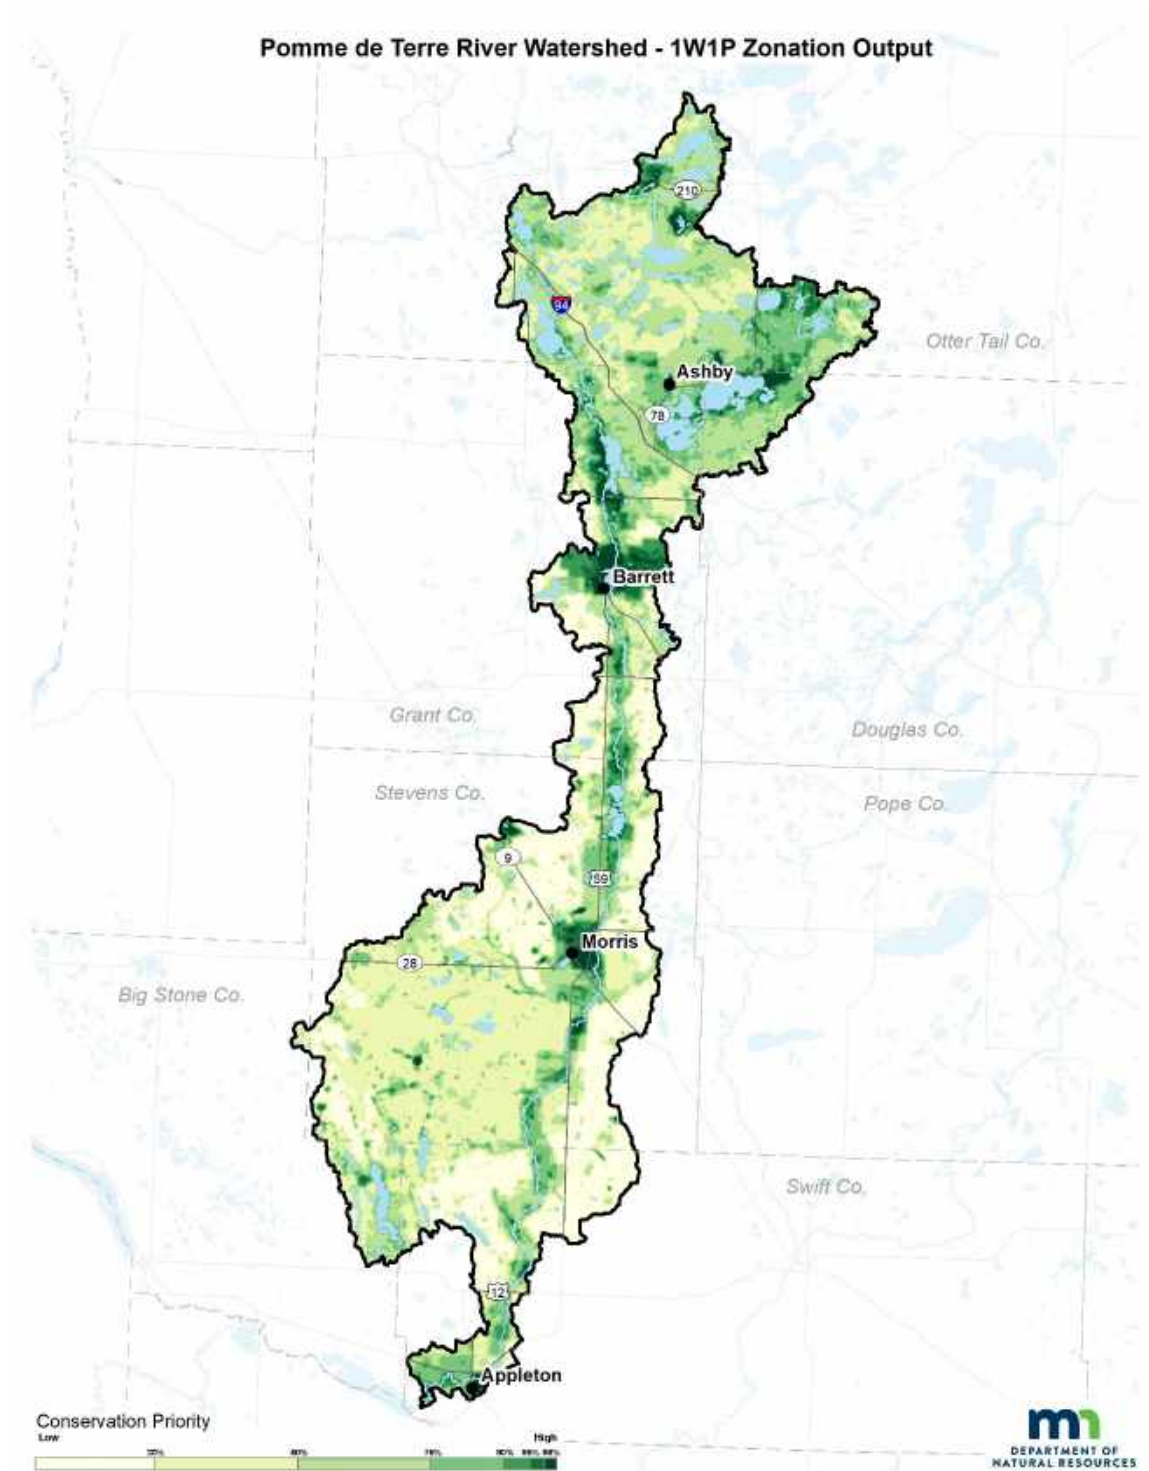 Pomme de Terre River Watershed - 1W1P Zonation Output
210
94
Otter Tail Co.
Ashby
78
Barrett
Grant Co.
Douglas Co.
Stevens Co.
Pope Co.
9
59
Morris
28
Big Stone Co.
Swift Co.
12
Appleton
Conservation Priority
Low High
mn
DEPARTMENT OF
NATURAL RESOURCES